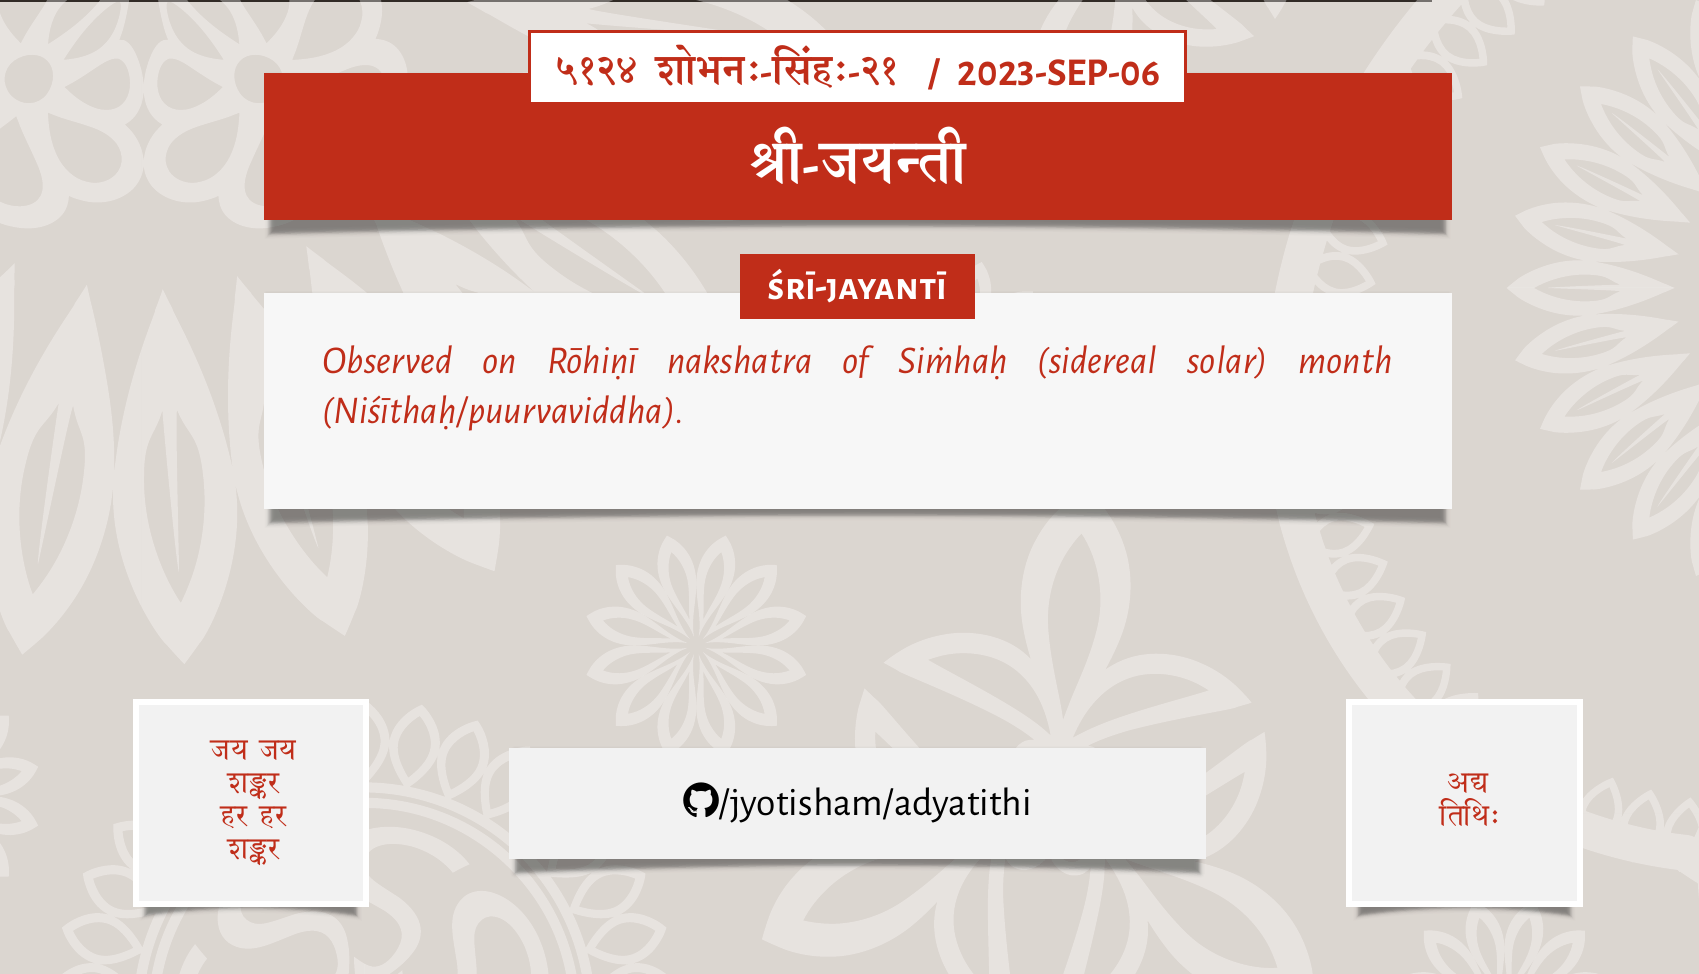 ५१२४ शोभनः-सिंहः-२१ / 2023-SEP-06
श्री-जयन्ती
ŚRĪ-JAYANTĪ
Observed on Rōhiṇī nakshatra of Siṁhaḥ (sidereal solar) month
(Niśīthaḥ/puurvaviddha).
जय जय
शङ्कर
हर हर
शङ्कर
/jyotisham/adyatithi
अद्य
तिथिः